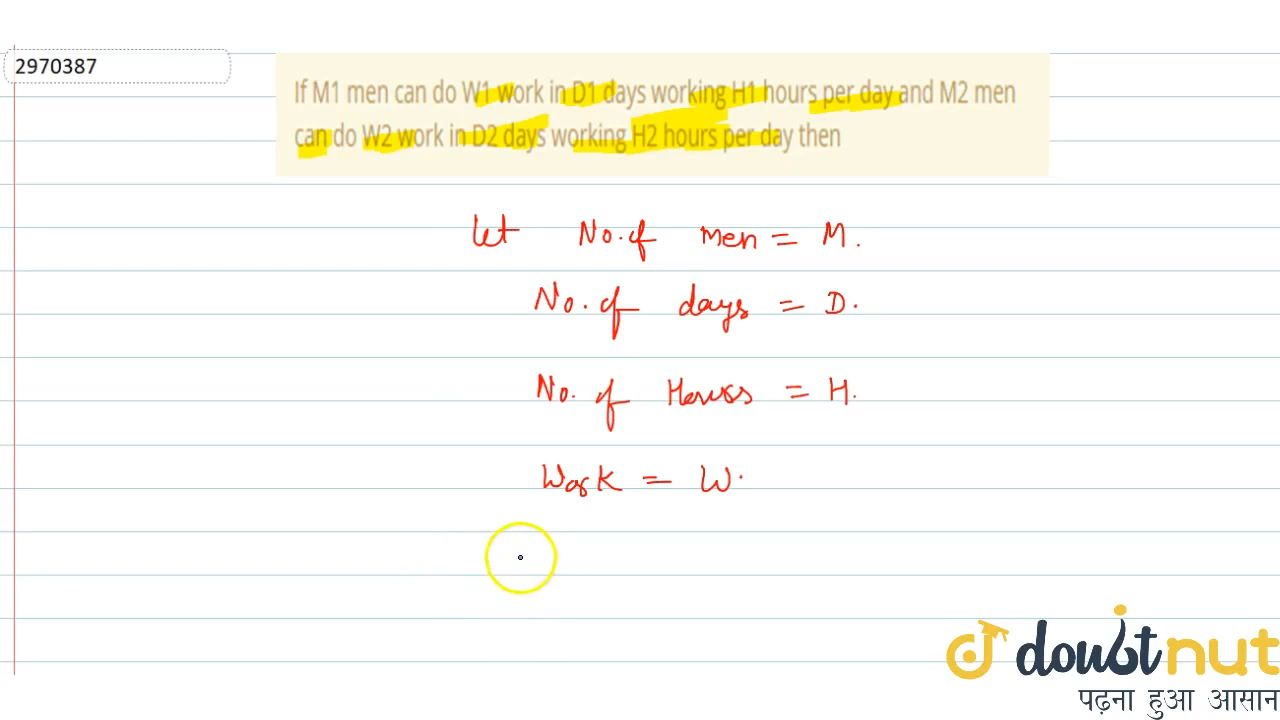 2970387
If M1 men can do W1 work in D1 days working H1 hours per day and M2 men
can do W2 work in D2 days working H2 hours per day then
Let No. of men = M.
No. of days = D.
No. of Hours = H.
Work = W.
doubtnut
पढ़ना हुआ आसान